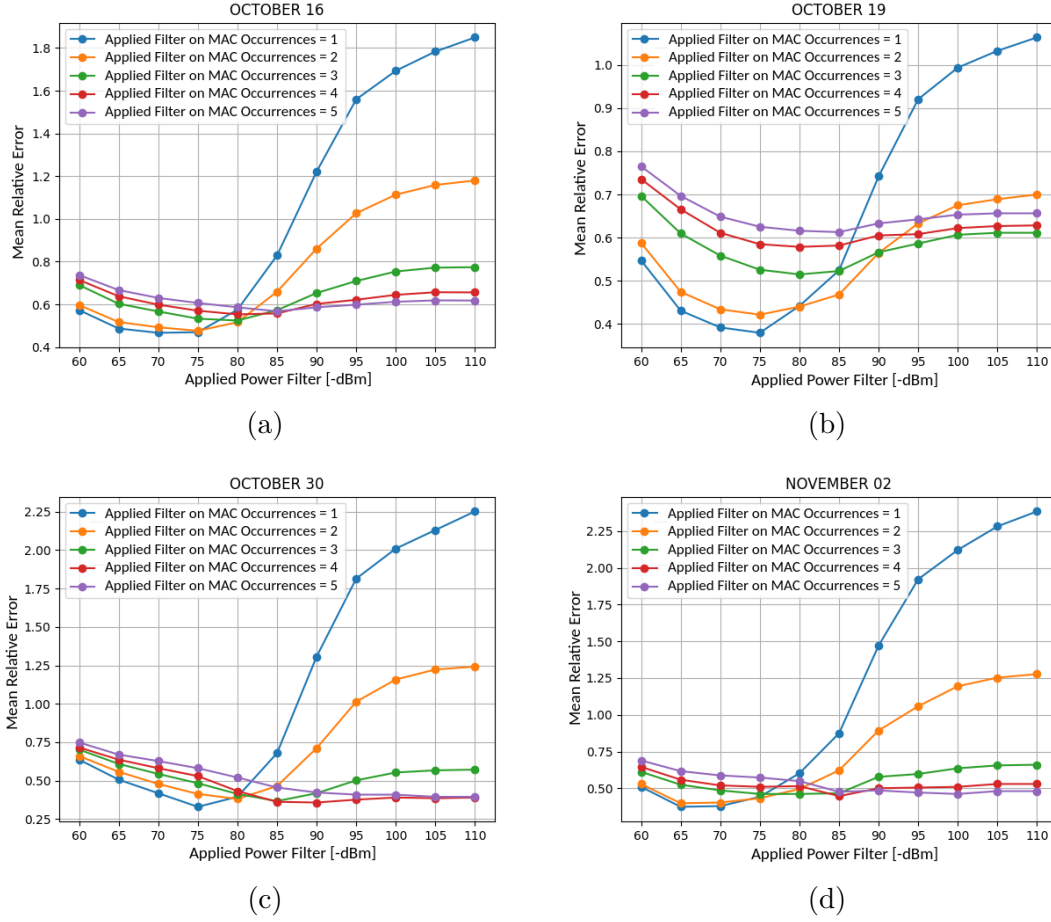 OCTOBER 16
1.8
1.6
1.4
1.2
1.0
0.8
0.6
0.4
Mean Relative Error
Applied Filter on MAC Occurrences = 1
Applied Filter on MAC Occurrences = 2
Applied Filter on MAC Occurrences = 3
Applied Filter on MAC Occurrences = 4
Applied Filter on MAC Occurrences = 5
60 65 70 75 80 85 90 95 100 105 110
Applied Power Filter [-dBm]
(a)
OCTOBER 19
1.0
0.9
0.8
0.7
0.6
0.5
0.4
Mean Relative Error
Applied Filter on MAC Occurrences = 1
Applied Filter on MAC Occurrences = 2
Applied Filter on MAC Occurrences = 3
Applied Filter on MAC Occurrences = 4
Applied Filter on MAC Occurrences = 5
60 65 70 75 80 85 90 95 100 105 110
Applied Power Filter [-dBm]
(b)
OCTOBER 30
2.25
2.00
1.75
1.50
1.25
1.00
0.75
0.50
0.25
Mean Relative Error
Applied Filter on MAC Occurrences = 1
Applied Filter on MAC Occurrences = 2
Applied Filter on MAC Occurrences = 3
Applied Filter on MAC Occurrences = 4
Applied Filter on MAC Occurrences = 5
60 65 70 75 80 85 90 95 100 105 110
Applied Power Filter [-dBm]
(c)
NOVEMBER 02
2.25
2.00
1.75
1.50
1.25
1.00
0.75
0.50
Mean Relative Error
Applied Filter on MAC Occurrences = 1
Applied Filter on MAC Occurrences = 2
Applied Filter on MAC Occurrences = 3
Applied Filter on MAC Occurrences = 4
Applied Filter on MAC Occurrences = 5
60 65 70 75 80 85 90 95 100 105 110
Applied Power Filter [-dBm]
(d)